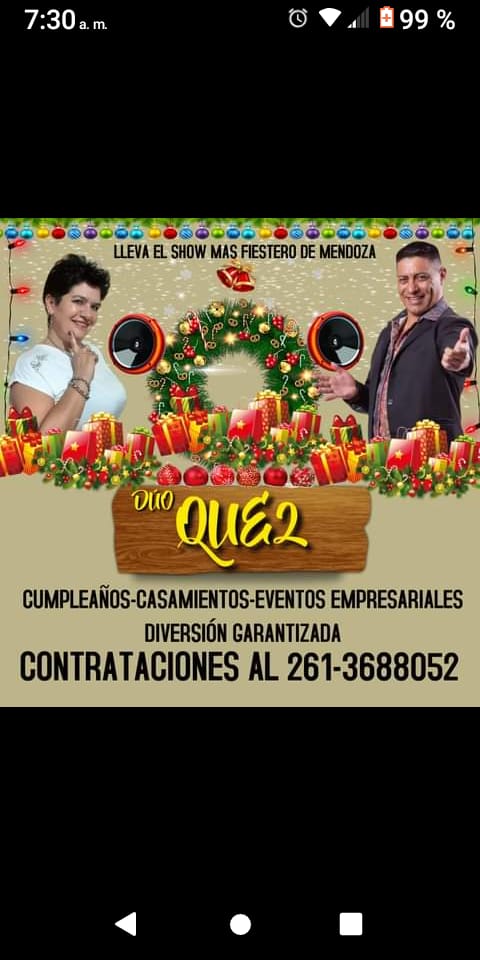 7:30 a. m.
99 %
LLEVA EL SHOW MAS FIESTERO DE MENDOZA
DÚO
QUE2
CUMPLEAÑOS-CASAMIENTOS-EVENTOS EMPRESARIALES
DIVERSIÓN GARANTIZADA
CONTRATACIONES AL 261-3688052